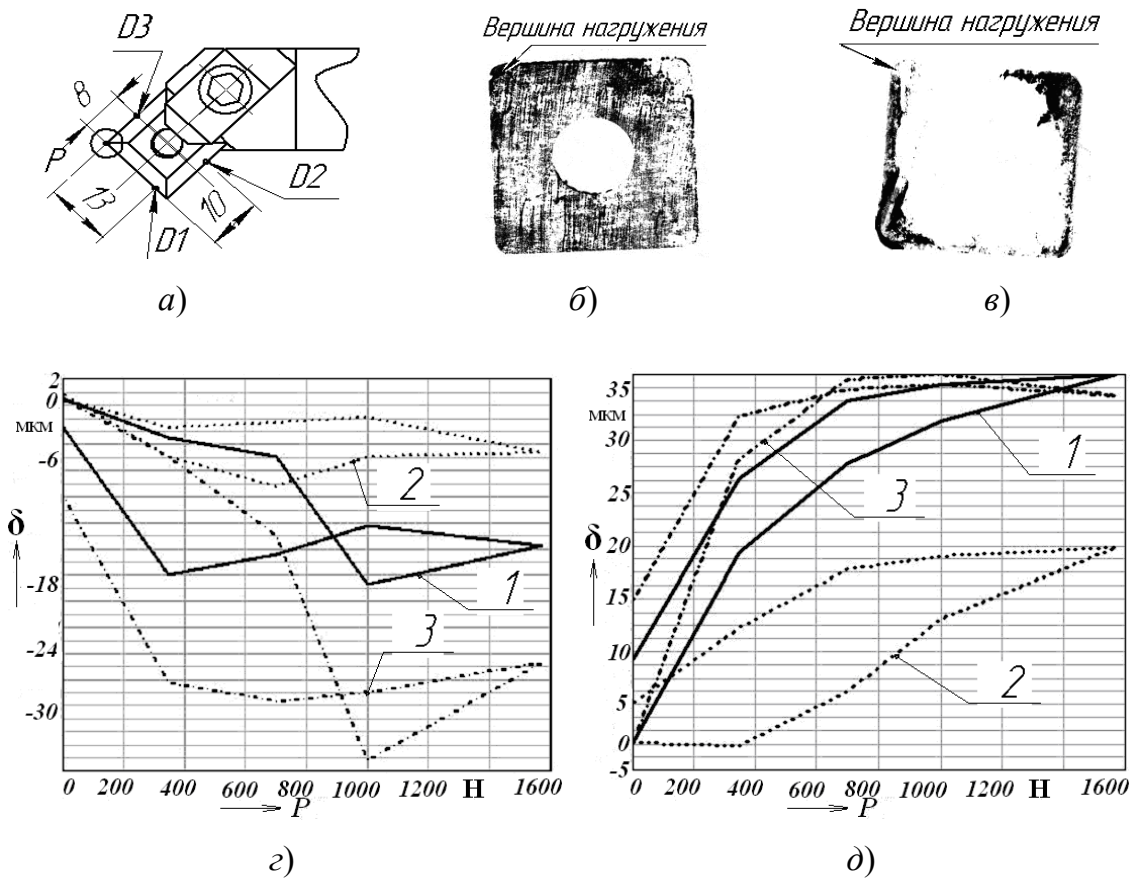 D3
8
P
13
D1
10
D2
а)
Вершина нагружения
б)
Вершина нагружения
в)
2
0
мкм
-6
δ
-18
-24
-30
2
1
3
0 200 400 600 800 1000 1200 Н 1600
P
г)
35
мкм
30
25
δ
20
15
10
5
0
-5
1
3
2
0 200 400 600 800 1000 1200 Н 1600
P
д)